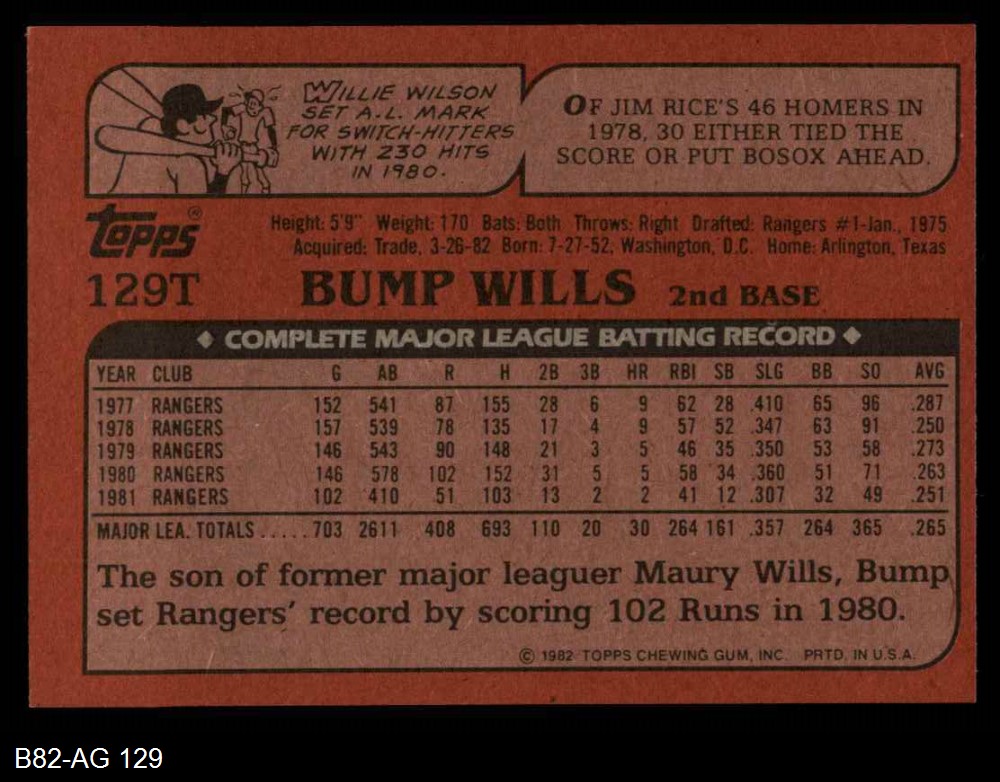 WILLIE WILSON
SET A.L. MARK
FOR SWITCH-HITTERS
WITH 230 HITS
IN 1980.
OF JIM RICE'S 46 HOMERS IN
1978, 30 EITHER TIED THE
SCORE OR PUT BOSOX AHEAD.
Topps®
Height: 5'9" Weight: 170 Bats: Both Throws: Right Drafted: Rangers #1-Jan., 1975
Acquired: Trade, 3-26-82 Born: 7-27-52, Washington, D.C. Home: Arlington, Texas
129T BUMP WILLS 2nd BASE
◆ COMPLETE MAJOR LEAGUE BATTING RECORD ◆
YEAR CLUB G AB R H 2B 3B HR RBI SB SLG BB SO AVG
1977 RANGERS 152 541 87 155 28 6 9 62 28 .410 65 96 .287
1978 RANGERS 157 539 78 135 17 4 9 57 52 .347 63 91 .250
1979 RANGERS 146 543 90 148 21 3 5 46 35 .350 53 58 .273
1980 RANGERS 146 578 102 152 31 5 5 58 34 .360 51 71 .263
1981 RANGERS 102 410 51 103 13 2 2 41 12 .307 32 49 .251
MAJOR LEA. TOTALS.....703 2611 408 693 110 20 30 264 161 .357 264 365 .265
The son of former major leaguer Maury Wills, Bump
set Rangers' record by scoring 102 Runs in 1980.
© 1982 TOPPS CHEWING GUM, INC. PRTD. IN U.S.A.
B82-AG 129